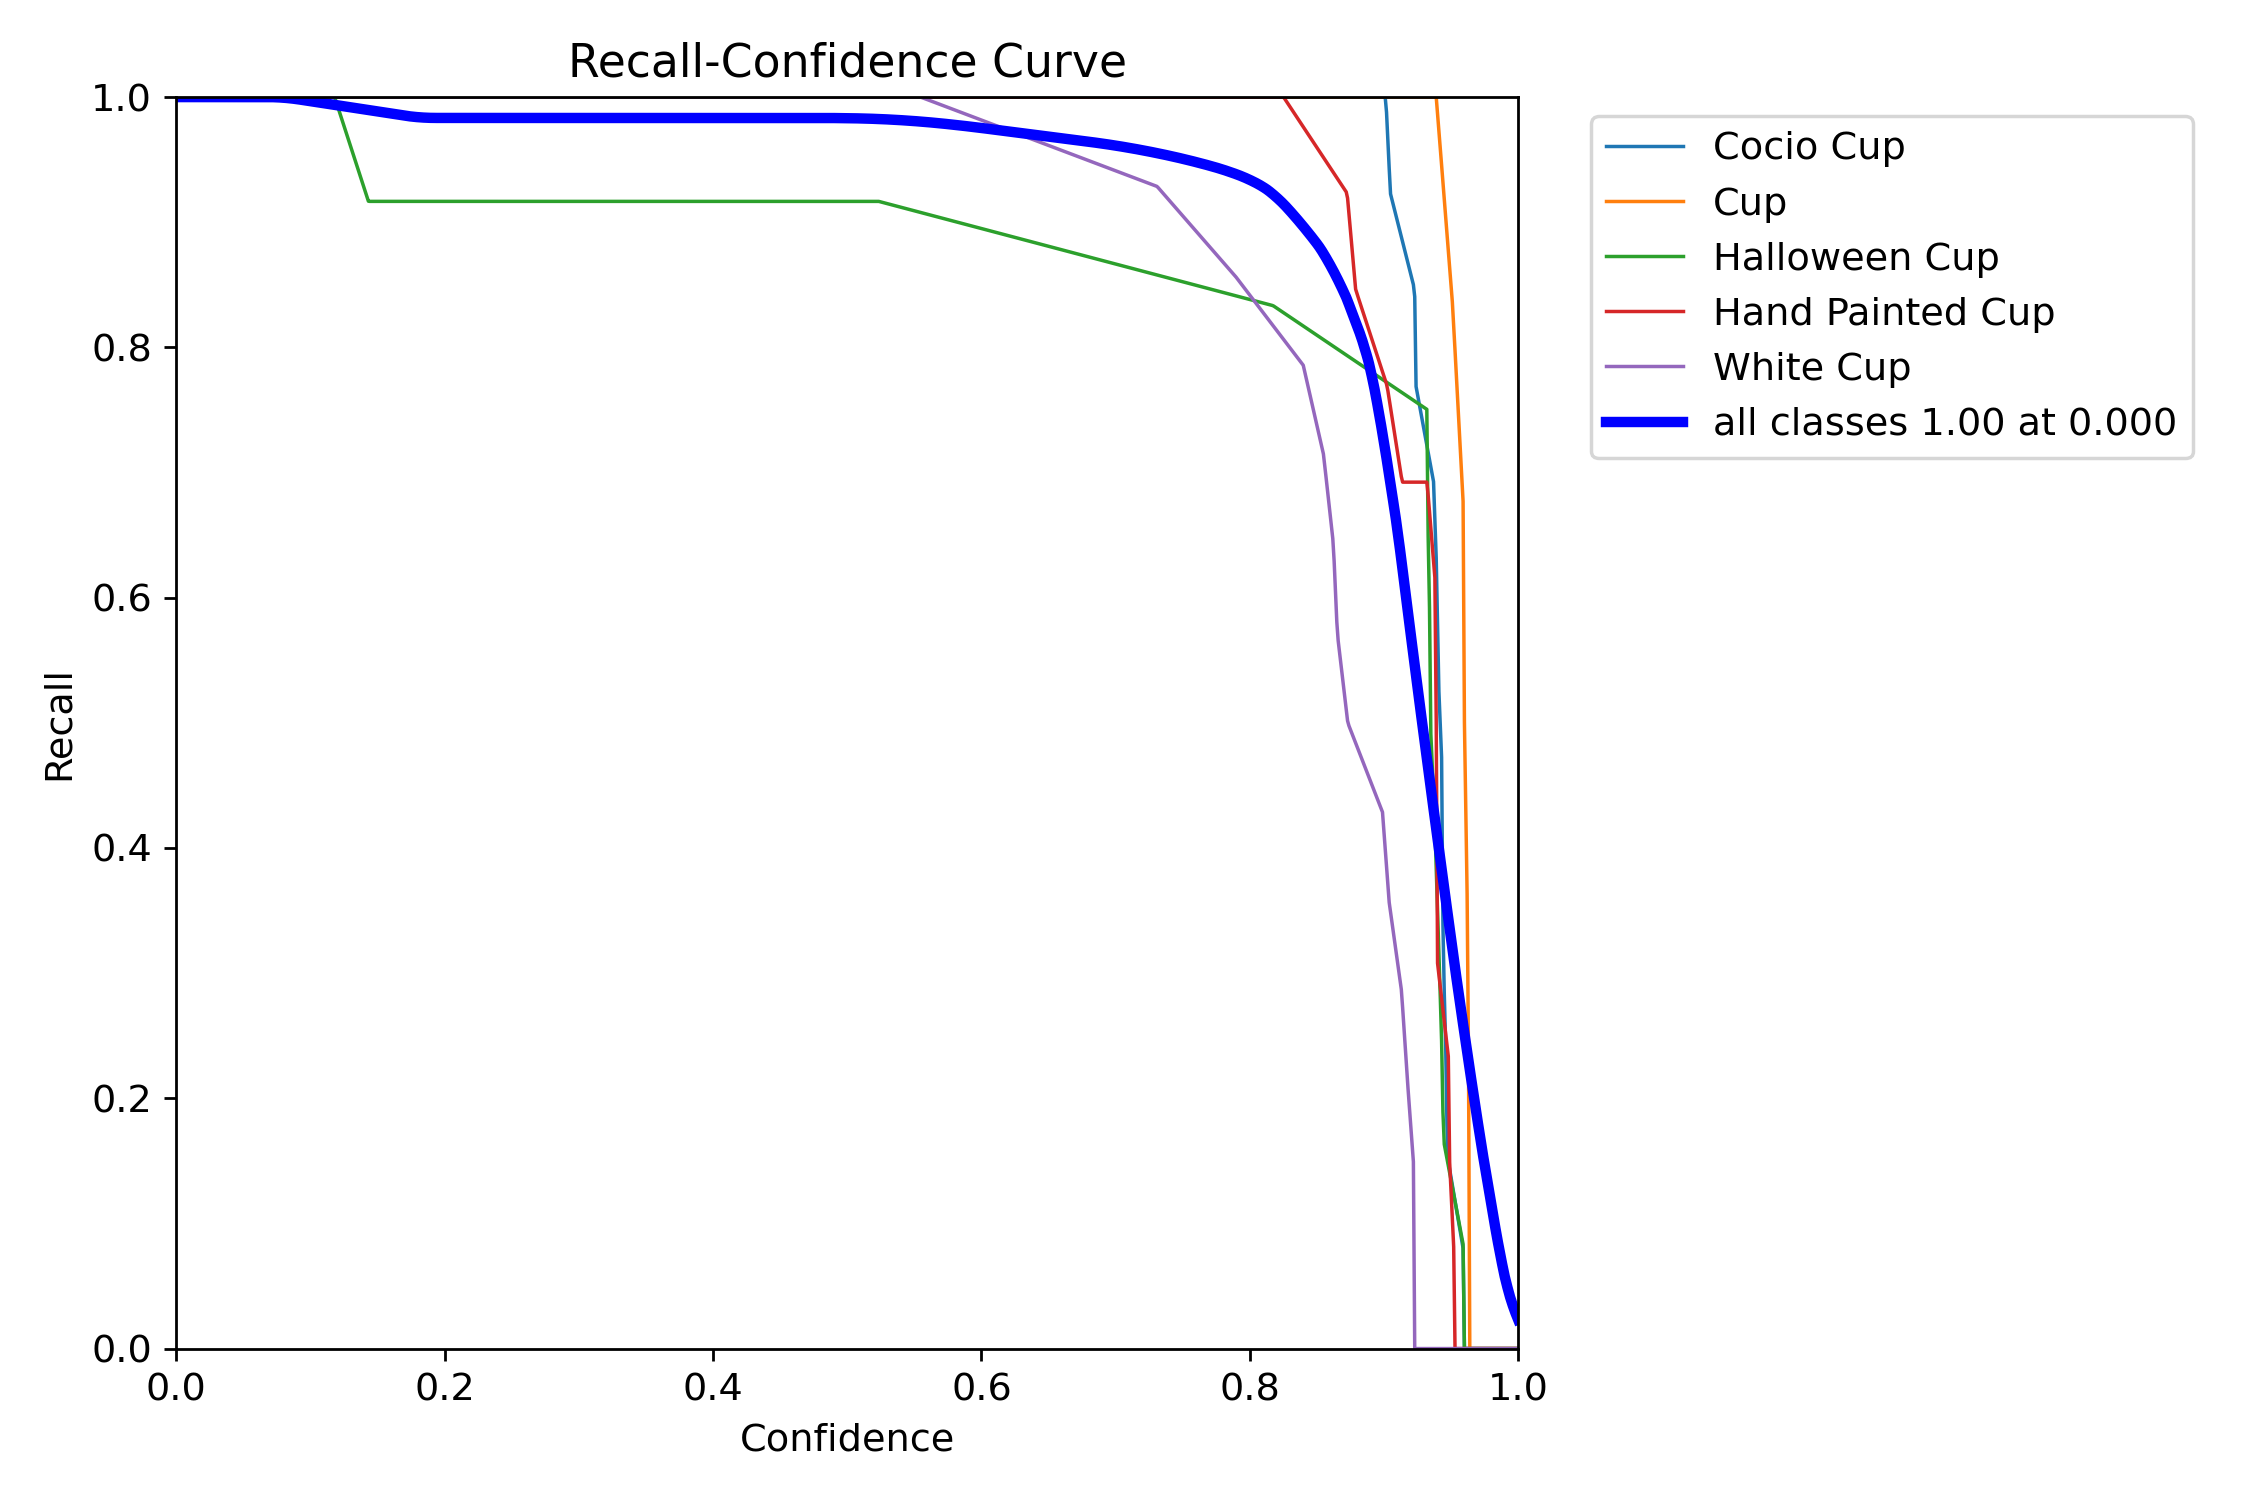 Recall-Confidence Curve
1.0
0.8
0.6
0.4
0.2
0.0
Recall
0.0 0.2 0.4 0.6 0.8 1.0
Confidence
Cocio Cup
Cup
Halloween Cup
Hand Painted Cup
White Cup
all classes 1.00 at 0.000